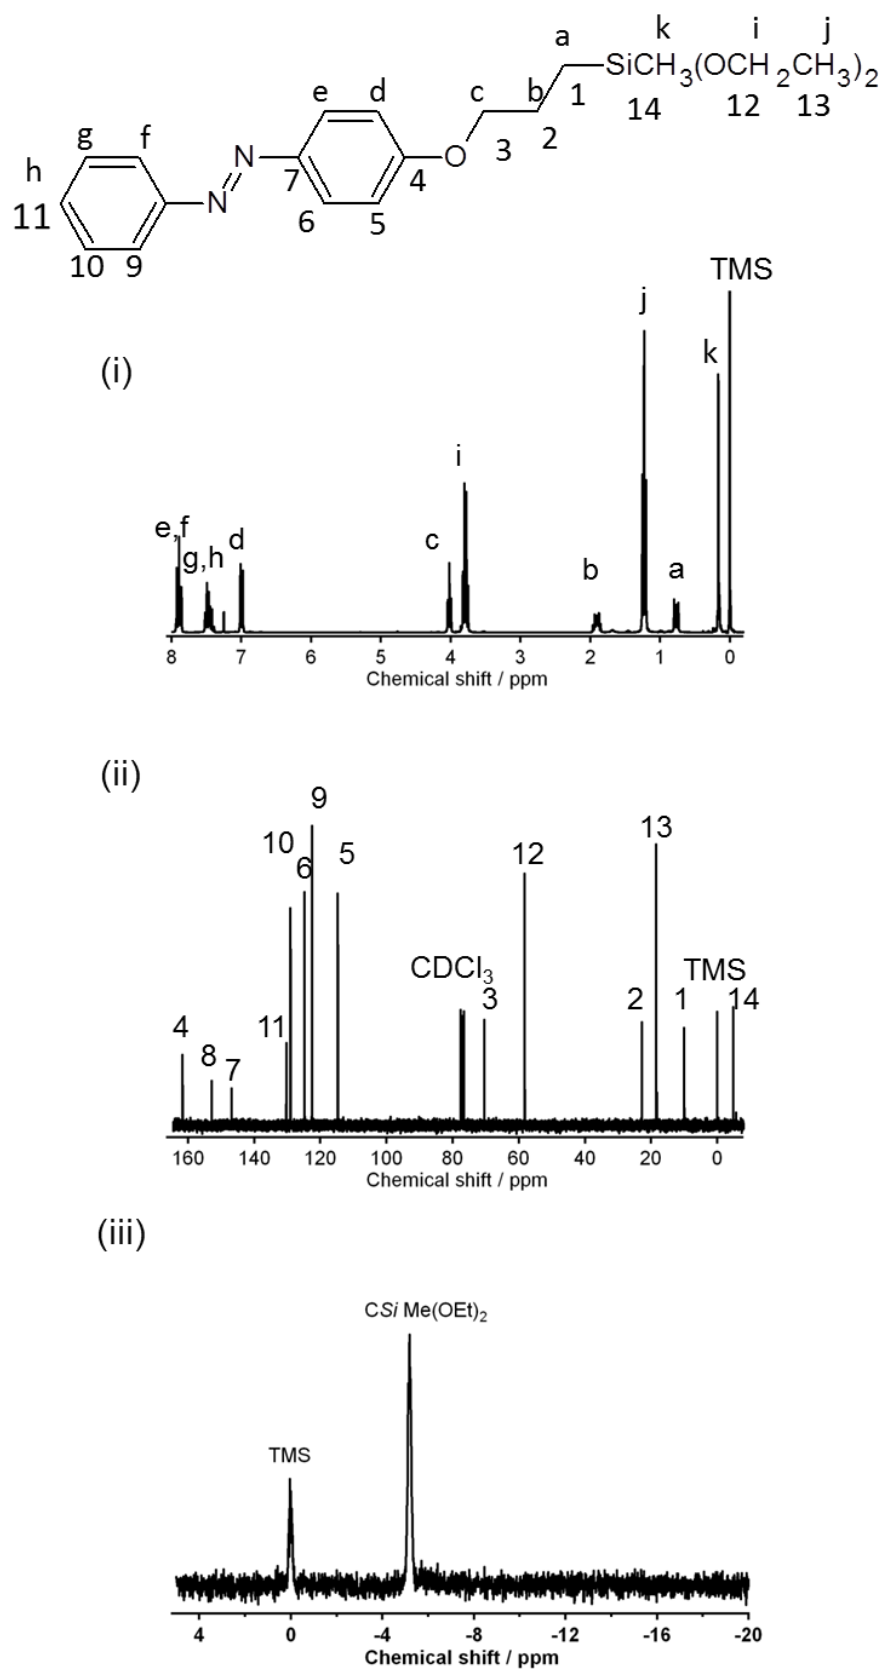 k i j
a SiCH₃(OCH₂CH₃)₂
e d c b 1 14 12 13
g f 3 2
h N N 7 4 O
11 N 6 5
10 9
TMS
j
(i) k
i
e,f g,h d c b a
8 7 6 5 4 3 2 1 0
Chemical shift / ppm
(ii)
9
10 6 5 12 13
CDCl₃ TMS
4 8 7 11 3 2 1 14
160 140 120 100 80 60 40 20 0
Chemical shift / ppm
(iii)
CSi Me(OEt)₂
TMS
4 0 -4 -8 -12 -16 -20
Chemical shift / ppm